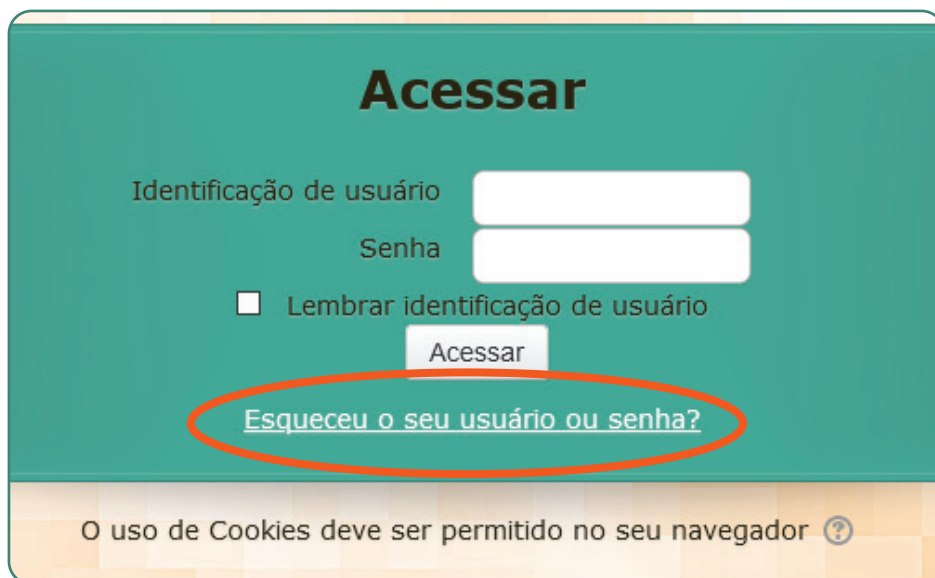 Acessar
Identificação de usuário
Senha
Lembrar identificação de usuário
Acessar
Esqueceu o seu usuário ou senha?
O uso de Cookies deve ser permitido no seu navegador ?